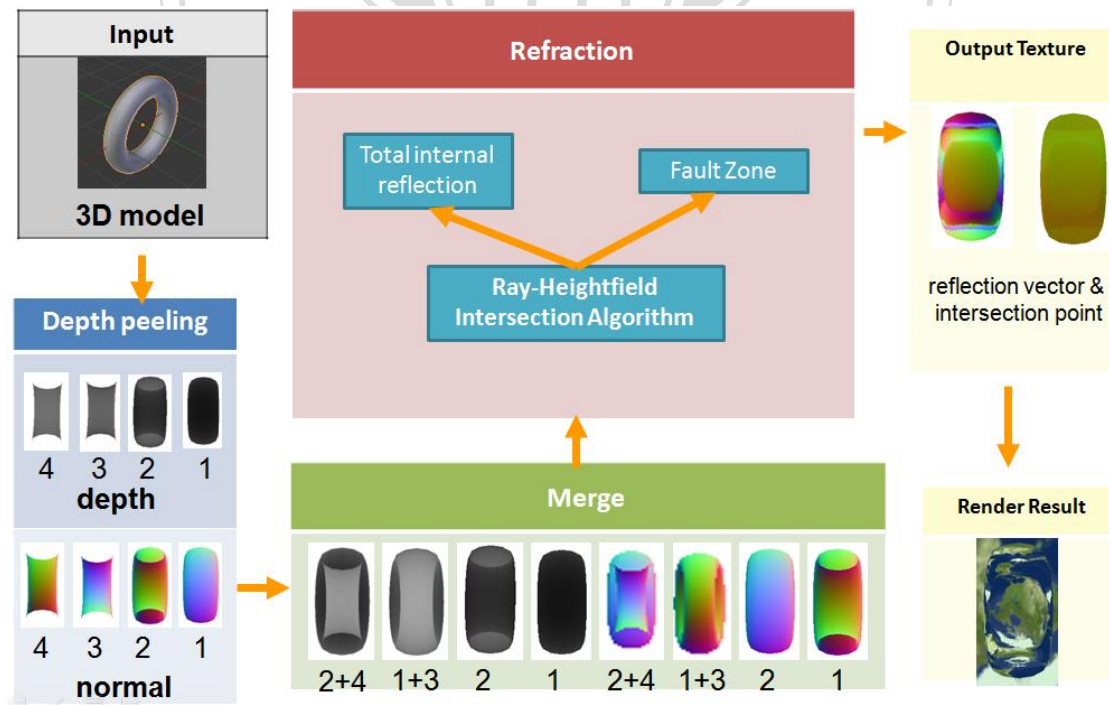 Input
3D model
Depth peeling
4 3 2 1
depth
4 3 2 1
normal
Merge
2+4 1+3 2 1 2+4 1+3 2 1
Refraction
Total internal
reflection
Fault Zone
Ray-Heightfield
Intersection Algorithm
Output Texture
reflection vector &
intersection point
Render Result